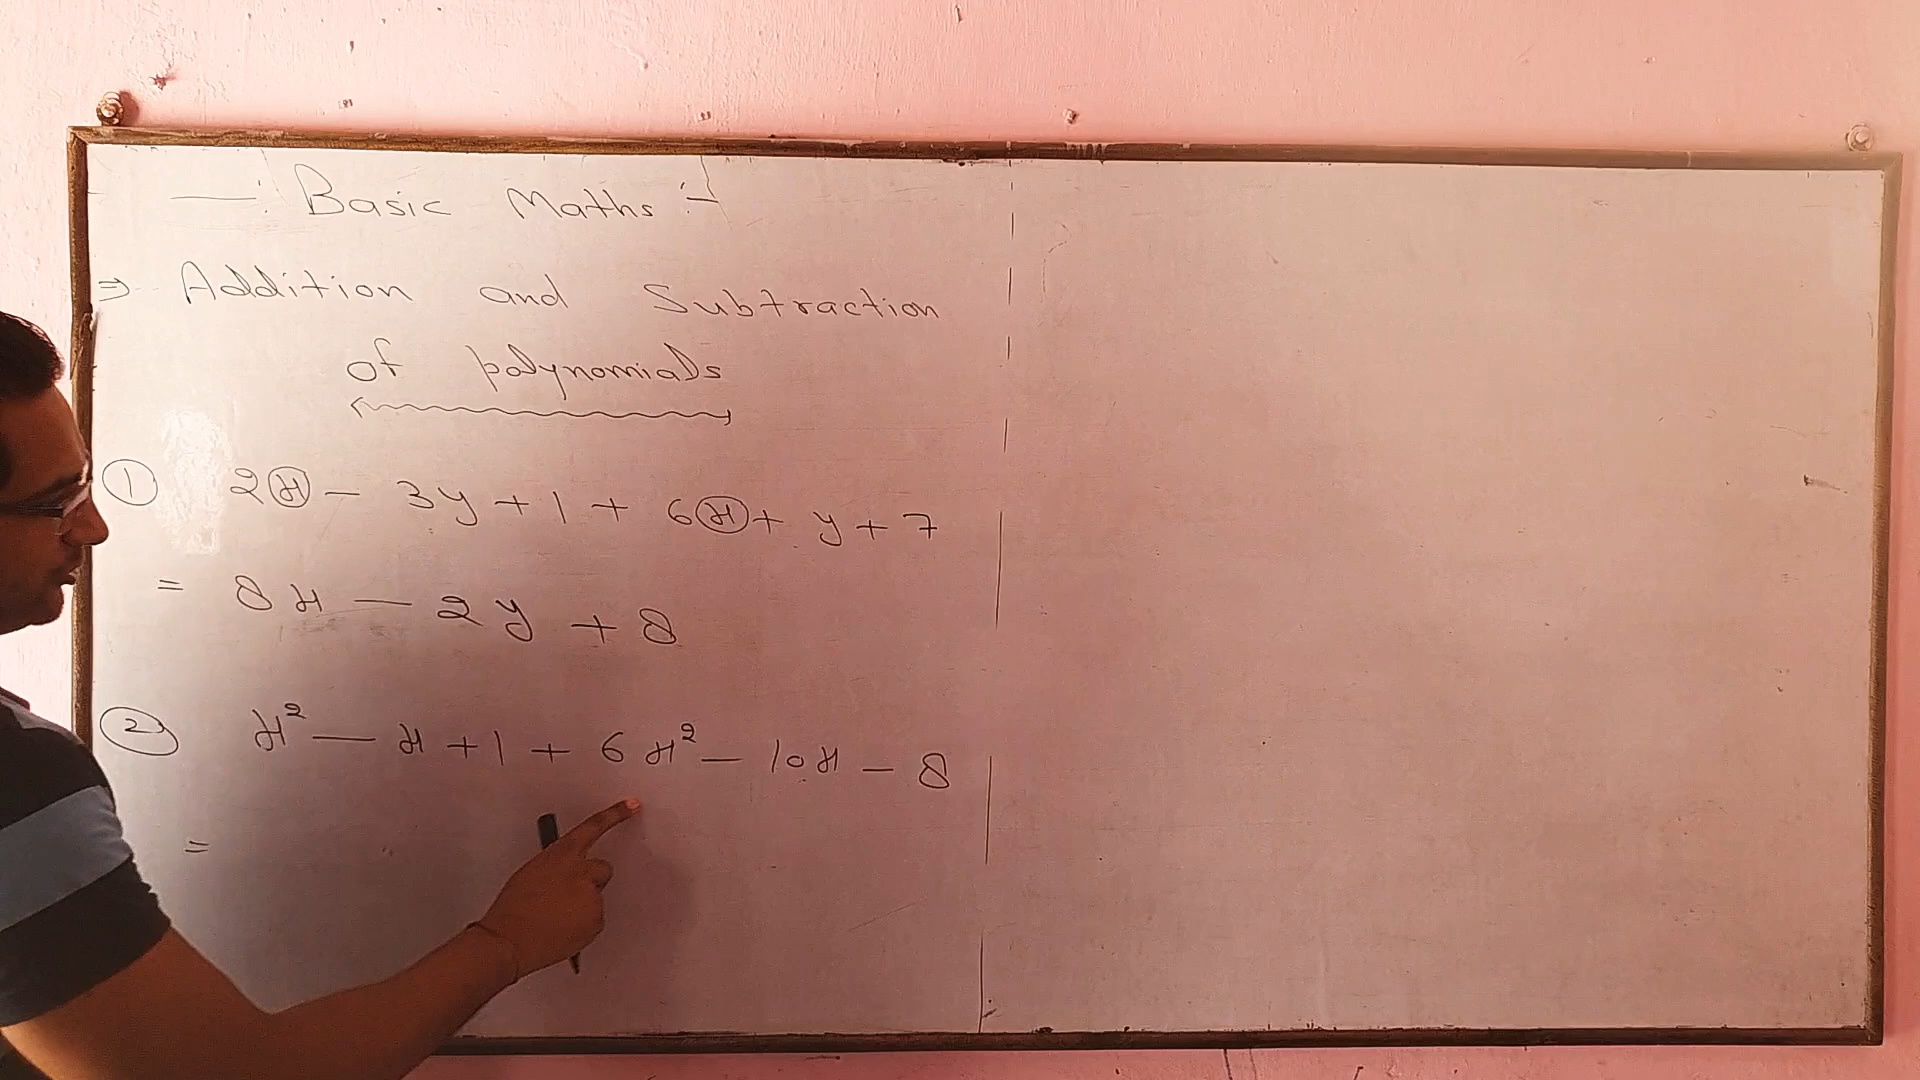 —: Basic Maths :-
⇒ Addition and Subtraction
of polynomials
① 2x - 3y + 1 + 6x + y + 7
= 8x - 2y + 8
② x² - x + 1 + 6x² - 10x - 8
=